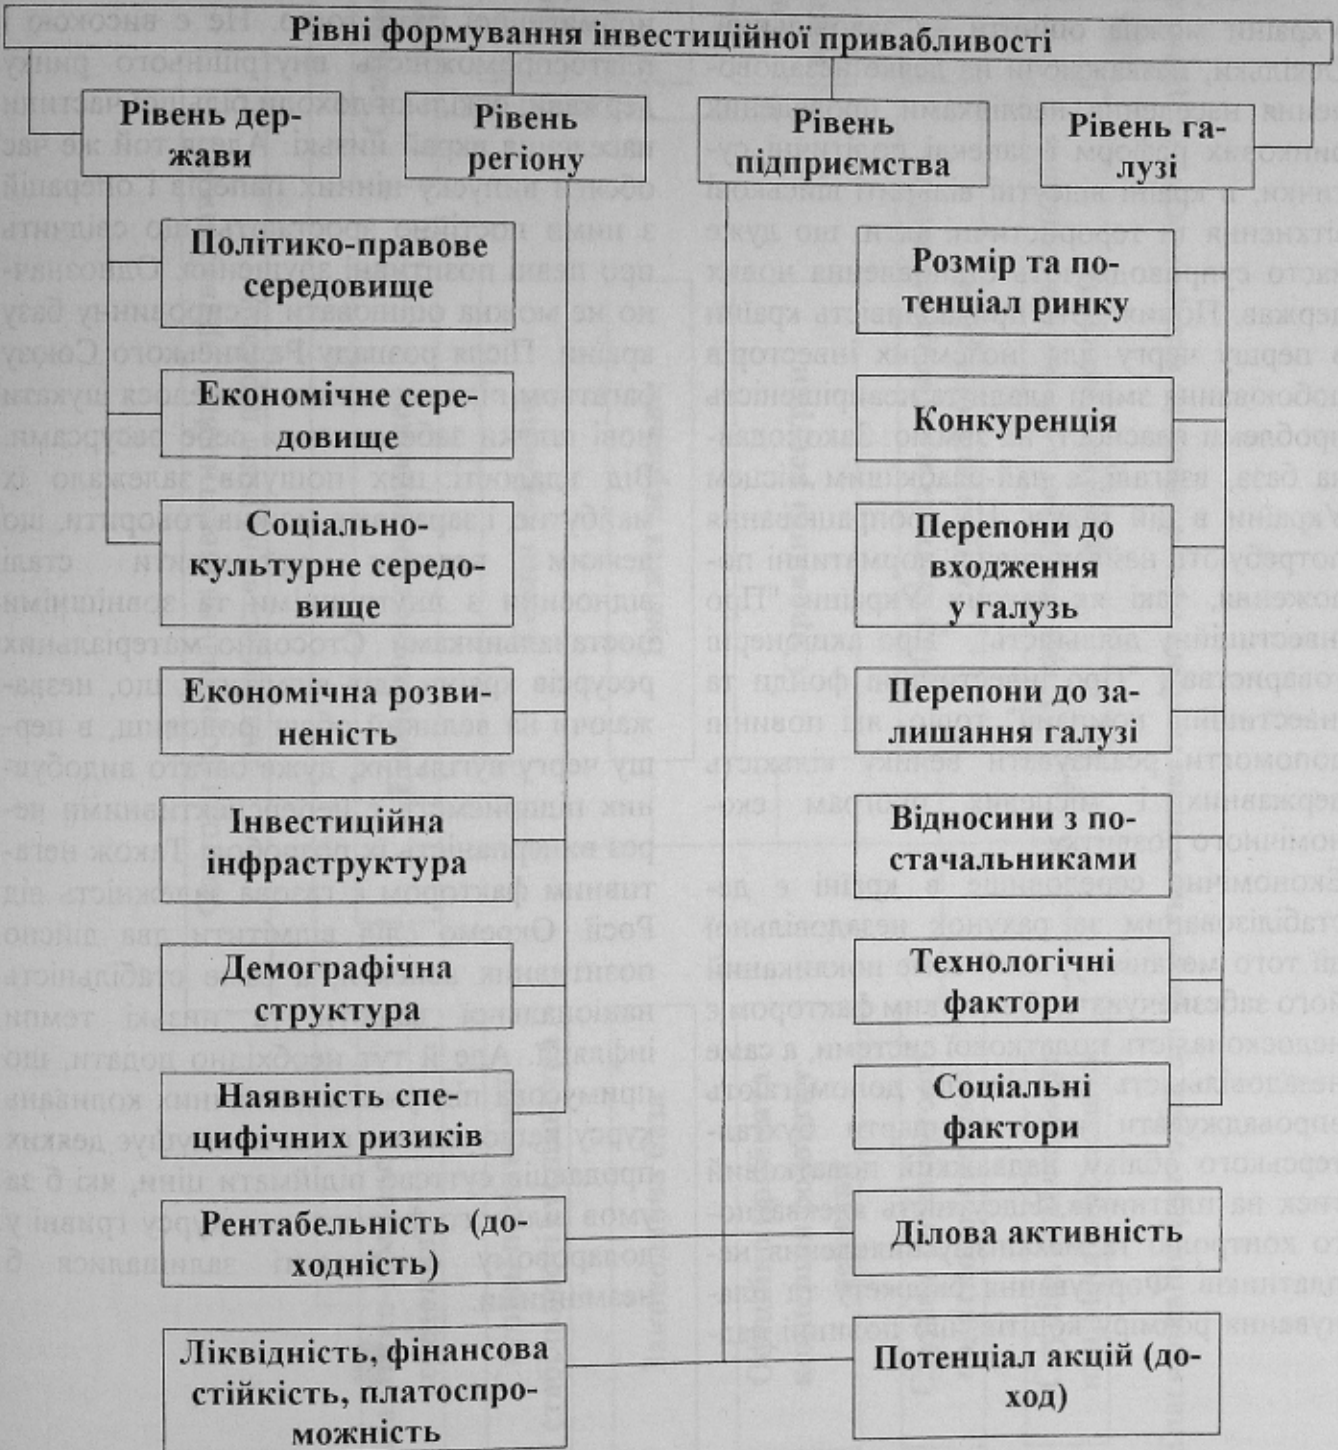 Рівні формування інвестиційної привабливості
Рівень дер-
жави
Рівень
регіону
Рівень
підприємства
Рівень га-
лузі
Політико-правове
середовище
Економічне сере-
довище
Соціально-
культурне середо-
вище
Економічна розви-
неність
Інвестиційна
інфраструктура
Демографічна
структура
Наявність спе-
цифічних ризиків
Рентабельність (до-
ходність)
Ліквідність, фінансова
стійкість, платоспро-
можність
Розмір та по-
тенціал ринку
Конкуренція
Перепони до
входження
у галузь
Перепони до за-
лишання галузі
Відносини з по-
стачальниками
Технологічні
фактори
Соціальні
фактори
Ділова активність
Потенціал акцій (до-
ход)